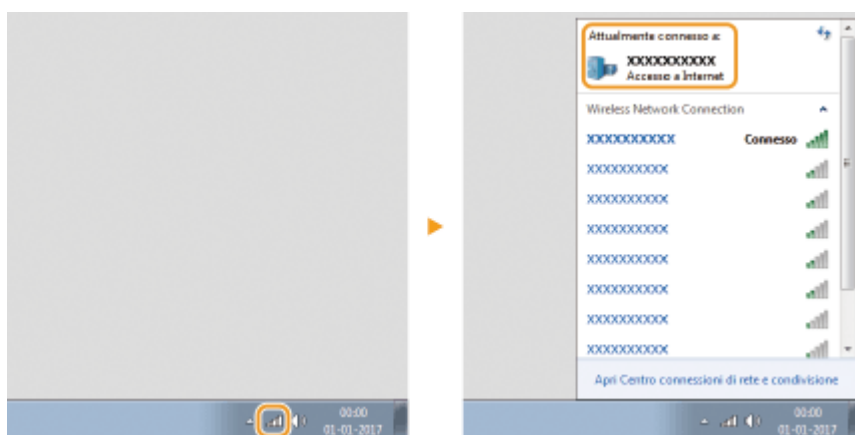 00:00
01-01-2017
Attualmente connesso a:
XXXXXXXXXX
Accesso a Internet
Wireless Network Connection
XXXXXXXXXX Connesso
XXXXXXXXXX
XXXXXXXXXX
XXXXXXXXXX
XXXXXXXXXX
XXXXXXXXXX
XXXXXXXXXX
XXXXXXXXXX
Apri Centro connessioni di rete e condivisione
00:00
01-01-2017